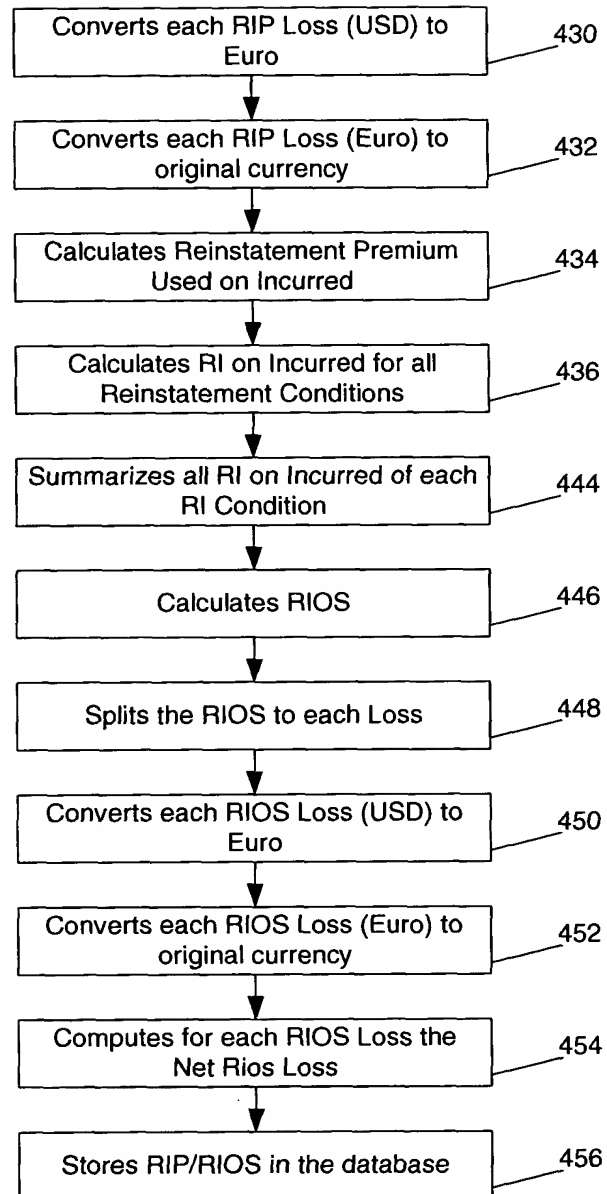 Converts each RIP Loss (USD) to
Euro
430
Converts each RIP Loss (Euro) to
original currency
432
Calculates Reinstatement Premium
Used on Incurred
434
Calculates RI on Incurred for all
Reinstatement Conditions
436
Summarizes all RI on Incurred of each
RI Condition
444
Calculates RIOS
446
Splits the RIOS to each Loss
448
Converts each RIOS Loss (USD) to
Euro
450
Converts each RIOS Loss (Euro) to
original currency
452
Computes for each RIOS Loss the
Net Rios Loss
454
Stores RIP/RIOS in the database
456